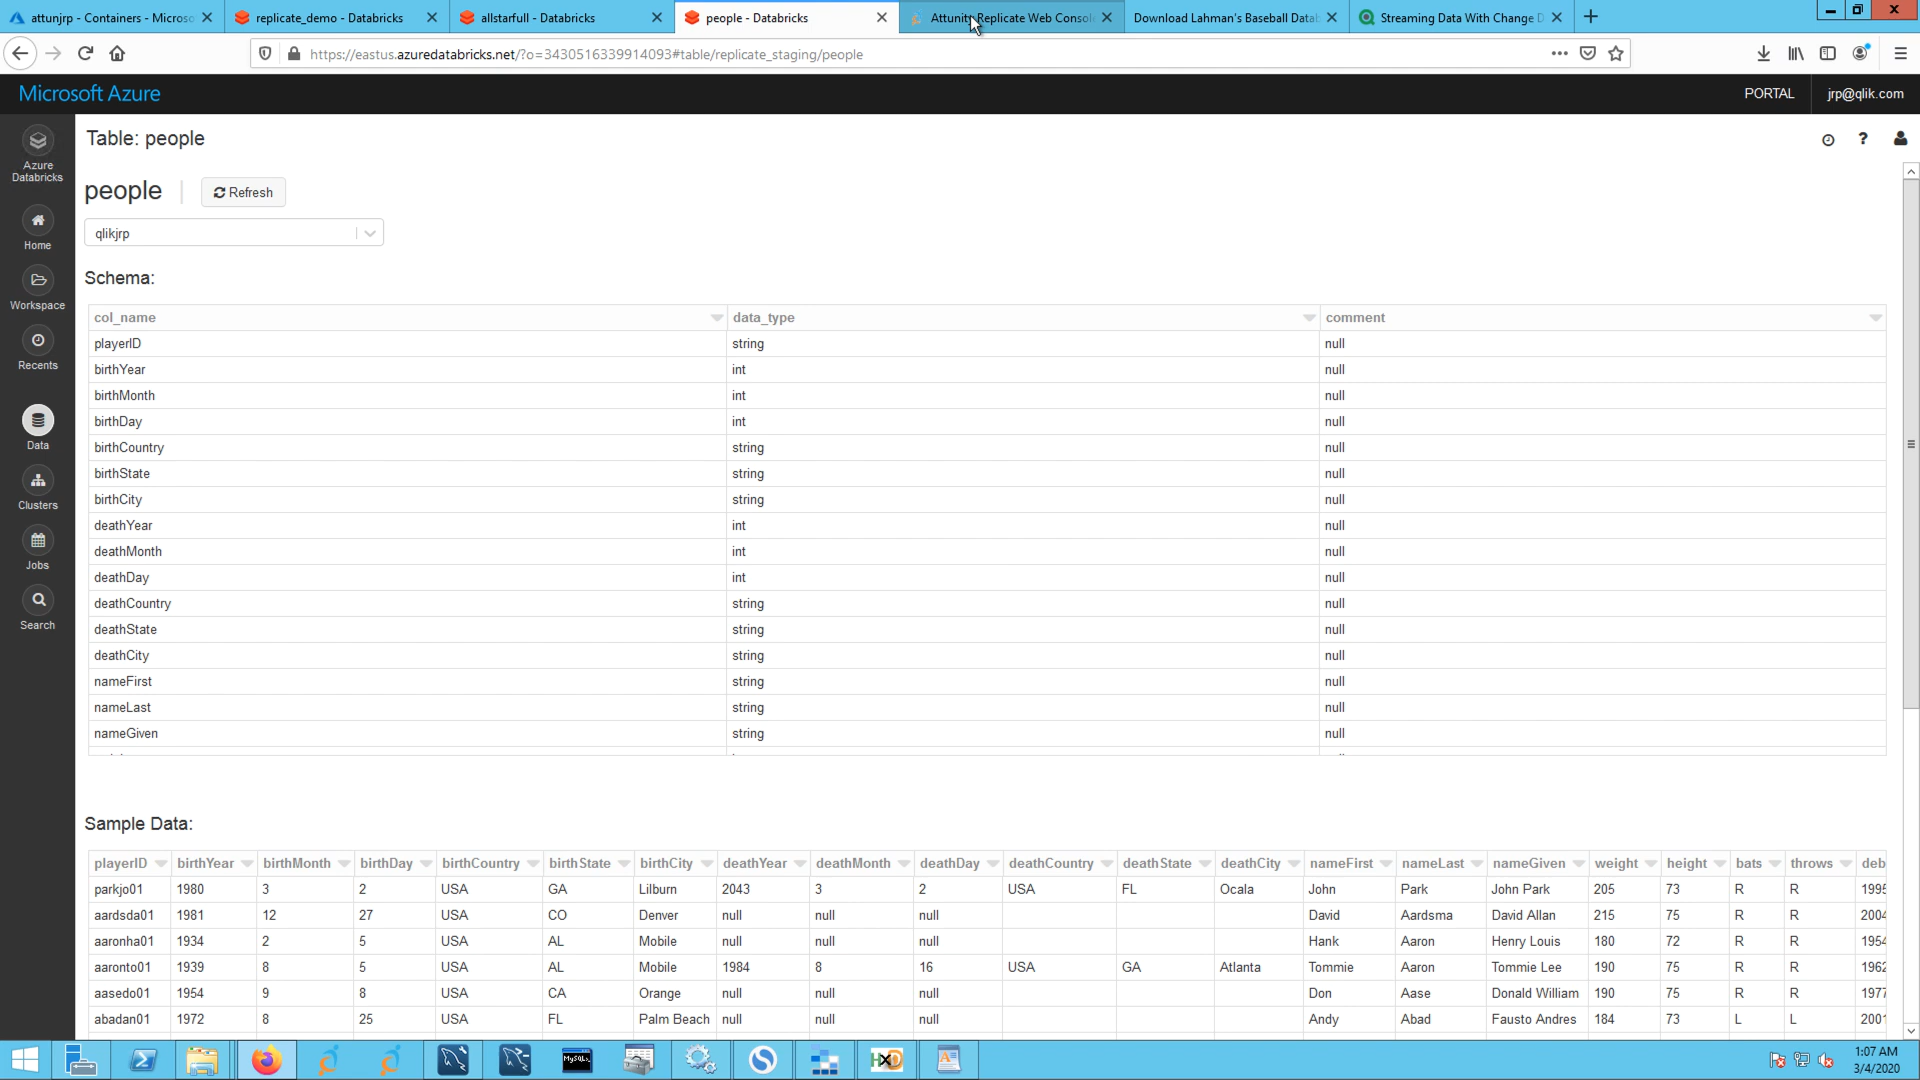 attunjrp - Containers - Microso
replicate_demo - Databricks
allstarfull - Databricks
people - Databricks
Attunity Replicate Web Consol
Download Lahman's Baseball Datab
Streaming Data With Change D
https://eastus.azuredatabricks.net/?o=3430516339914093#table/replicate_staging/people
Microsoft Azure
PORTAL
jrp@qlik.com
Azure
Databricks
Home
Workspace
Recents
Data
Clusters
Jobs
Search
Table: people
?
people
Refresh
qlikjrp
Schema:
col_name data_type comment
playerID string null
birthYear int null
birthMonth int null
birthDay int null
birthCountry string null
birthState string null
birthCity string null
deathYear int null
deathMonth int null
deathDay int null
deathCountry string null
deathState string null
deathCity string null
nameFirst string null
nameLast string null
nameGiven string null
Sample Data:
playerID birthYear birthMonth birthDay birthCountry birthState birthCity deathYear deathMonth deathDay deathCountry deathState deathCity nameFirst nameLast nameGiven weight height bats throws deb
parkjo01 1980 3 2 USA GA Lilburn 2043 3 2 USA FL Ocala John Park John Park 205 73 R R 1995
aardsda01 1981 12 27 USA CO Denver null null null David Aardsma David Allan 215 75 R R 2004
aaronha01 1934 2 5 USA AL Mobile null null null Hank Aaron Henry Louis 180 72 R R 1954
aaronto01 1939 8 5 USA AL Mobile 1984 8 16 USA GA Atlanta Tommie Aaron Tommie Lee 190 75 R R 1962
aasedo01 1954 9 8 USA CA Orange null null null Don Aase Donald William 190 75 R R 1977
abadan01 1972 8 25 USA FL Palm Beach null null null Andy Abad Fausto Andres 184 73 L L 2001
MySQL
1:07 AM
3/4/2020